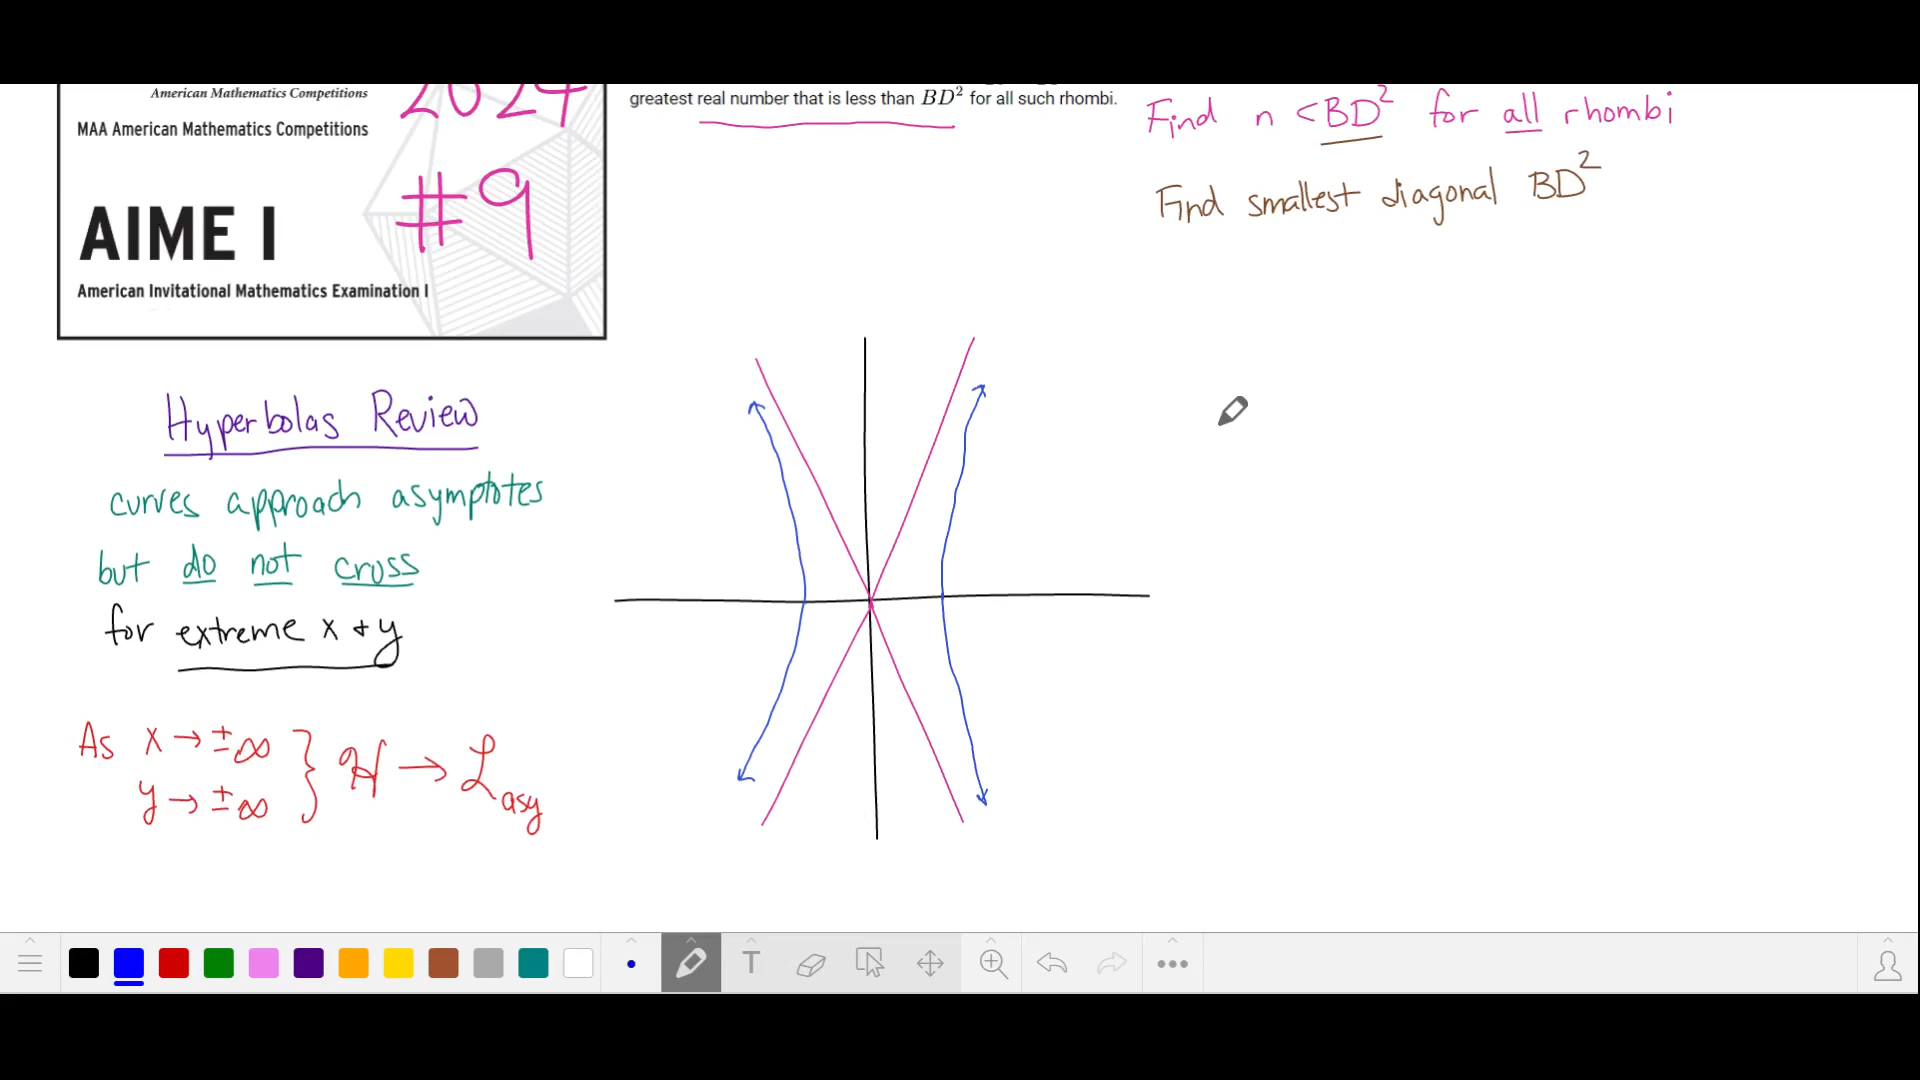 American Mathematics Competitions
2024
MAA American Mathematics Competitions
#9
AIME I
American Invitational Mathematics Examination I
greatest real number that is less than BD² for all such rhombi.
Find n < BD² for all rhombi
Find smallest diagonal BD²
Hyperbolas Review
curves approach asymptotes
but do not cross
for extreme x + y
As x → ±∞
y → ±∞
} H → L asy
T